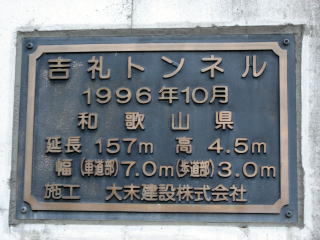 吉礼トンネル
1996年10月
和歌山県
延長 157m 高 4.5m
幅(車道部)7.0m(歩道部)3.0m
施工 大末建設株式会社